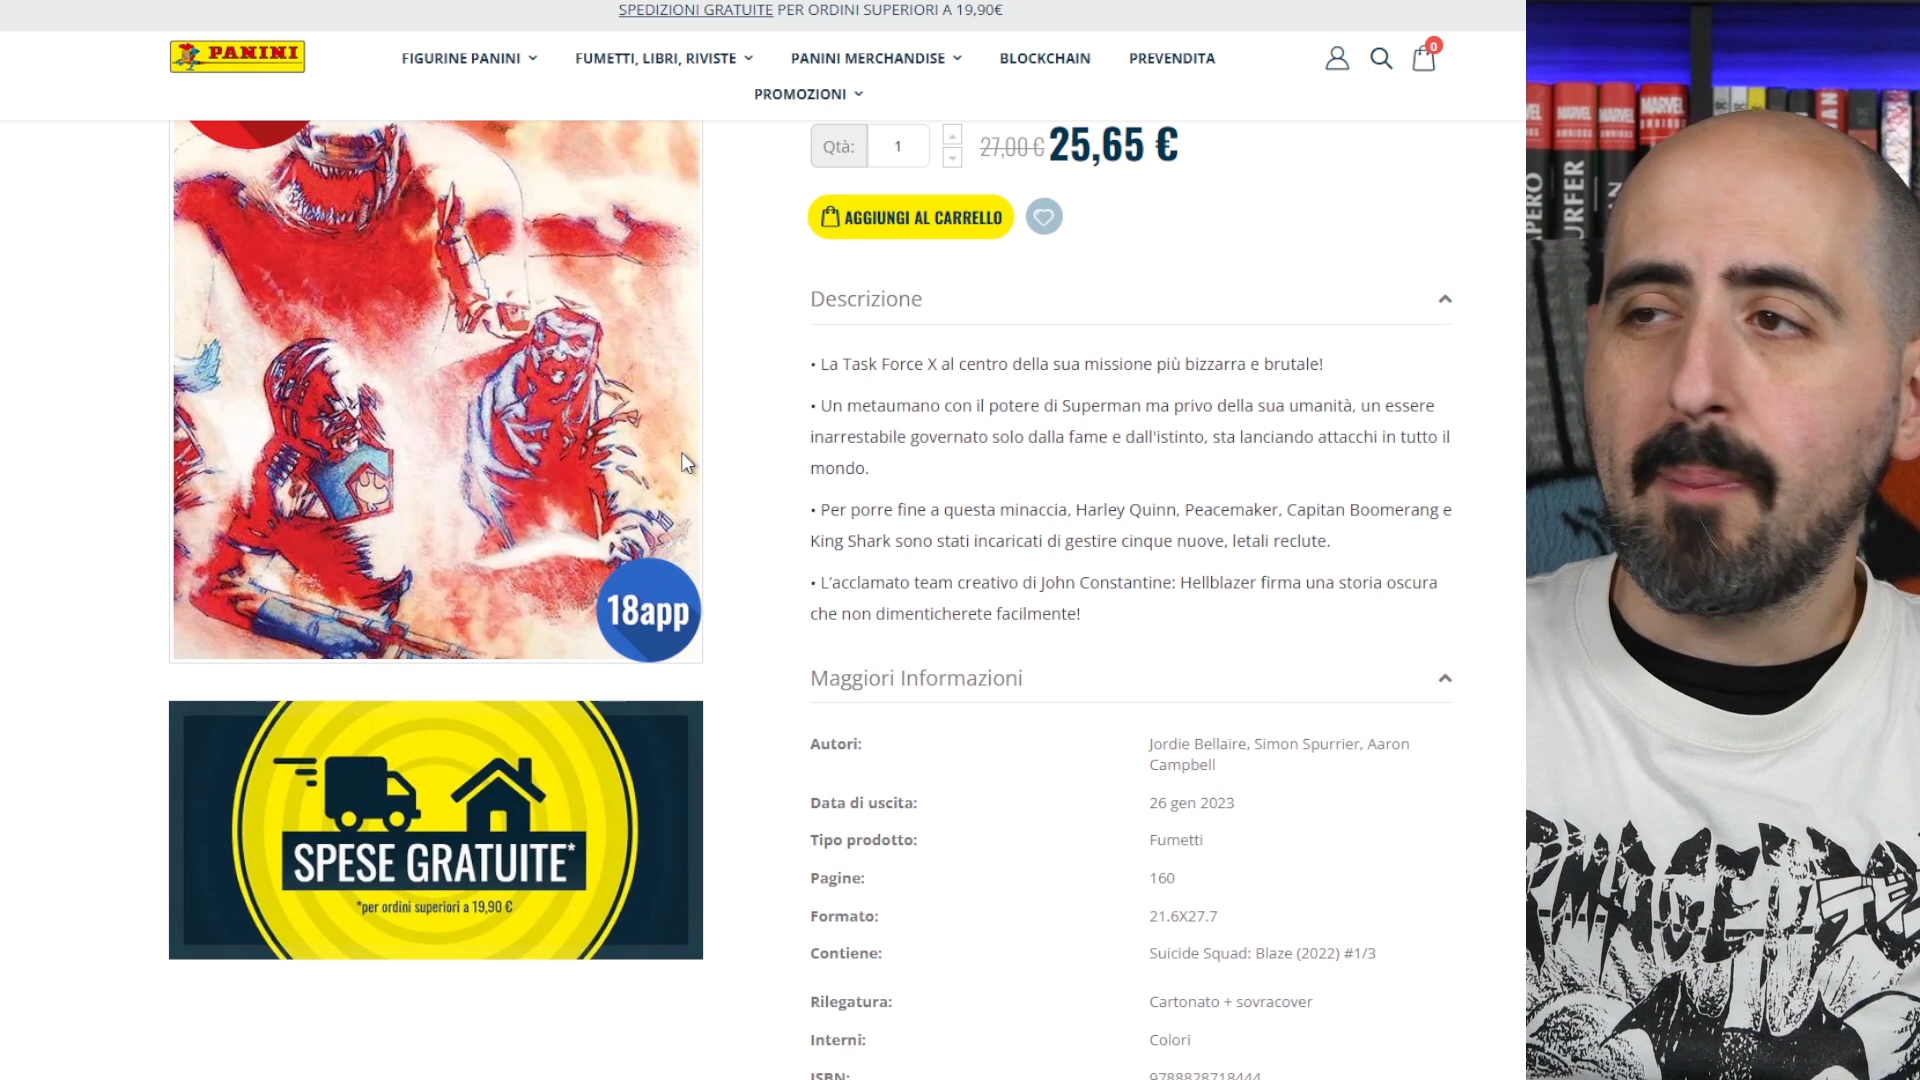 SPEDIZIONI GRATUITE PER ORDINI SUPERIORI A 19,90€
PANINI
FIGURINE PANINI
FUMETTI, LIBRI, RIVISTE
PANINI MERCHANDISE
BLOCKCHAIN
PREVENDITA
0
PROMOZIONI
Qtà:
1
27,00 €
25,65 €
AGGIUNGI AL CARRELLO
Descrizione
• La Task Force X al centro della sua missione più bizzarra e brutale!
• Un metaumano con il potere di Superman ma privo della sua umanità, un essere
inarrestabile governato solo dalla fame e dall'istinto, sta lanciando attacchi in tutto il
mondo.
• Per porre fine a questa minaccia, Harley Quinn, Peacemaker, Capitan Boomerang e
King Shark sono stati incaricati di gestire cinque nuove, letali reclute.
• L’acclamato team creativo di John Constantine: Hellblazer firma una storia oscura
che non dimenticherete facilmente!
18app
SPESE GRATUITE*
*per ordini superiori a 19,90 €
Maggiori Informazioni
Autori:
Jordie Bellaire, Simon Spurrier, Aaron
Campbell
Data di uscita:
26 gen 2023
Tipo prodotto:
Fumetti
Pagine:
160
Formato:
21.6X27.7
Contiene:
Suicide Squad: Blaze (2022) #1/3
Rilegatura:
Cartonato + sovracover
Interni:
Colori
ISBN:
9788828718444
MARVEL
MARVEL
MARVEL
OMNIBUS